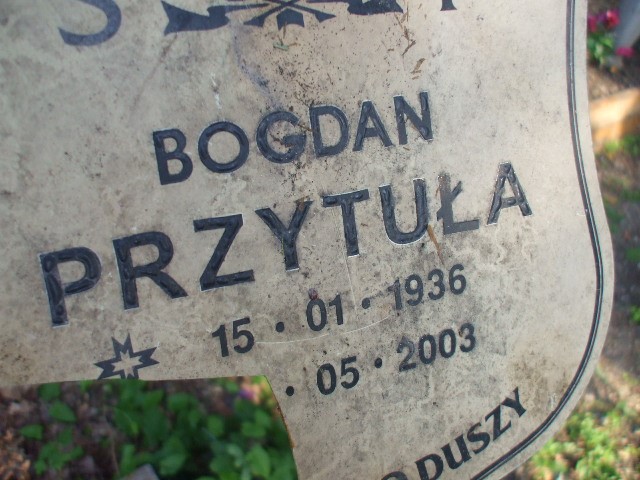 BOGDAN
PRZYTUŁA
15 · 01 · 1936
· 05 · 2003
DUSZY